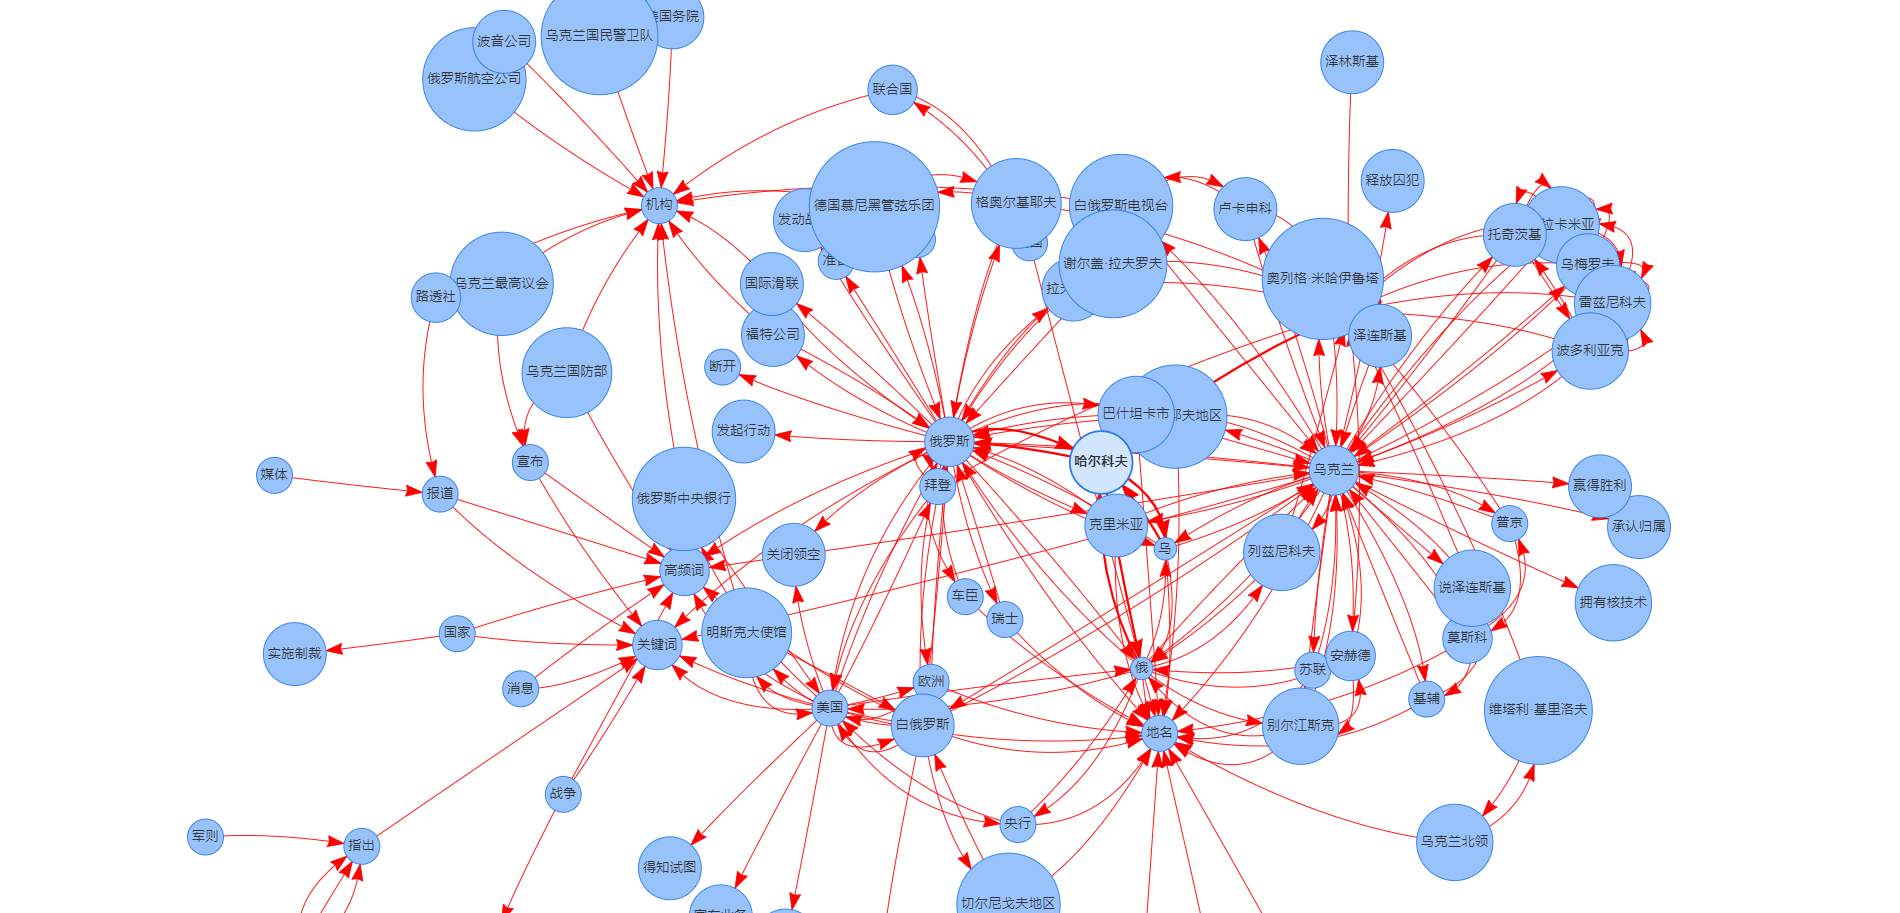 波音公司
乌克兰国民警卫队
国务院
俄罗斯航空公司
联合国
泽林斯基
释放囚犯
机构
发动
德国慕尼黑管弦乐团
格奥尔基耶夫
白俄罗斯电视台
卢卡申科
托奇茨基
拉卡米亚
国
准
谢尔盖·拉夫罗夫
奥列格·米哈伊鲁塔
乌梅罗夫
路透社
乌克兰最高议会
国际滑联
拉夫
雷兹尼科夫
福特公司
泽连斯基
波多利亚克
断开
乌克兰国防部
发起行动
巴什坦卡市
耶夫地区
俄罗斯
哈尔科夫
乌克兰
媒体
宣布
报道
俄罗斯中央银行
拜登
赢得胜利
克里米亚
普京
承认归属
关闭领空
乌
列兹尼科夫
高频词
车臣
说泽连斯基
拥有核技术
瑞士
国家
明斯克大使馆
莫斯科
实施制裁
关键词
俄
苏联
安赫德
消息
欧洲
基辅
美国
白俄罗斯
地名
别尔江斯克
维塔利·基里洛夫
战争
央行
军则
指出
乌克兰北领
得知试图
切尔尼戈夫地区